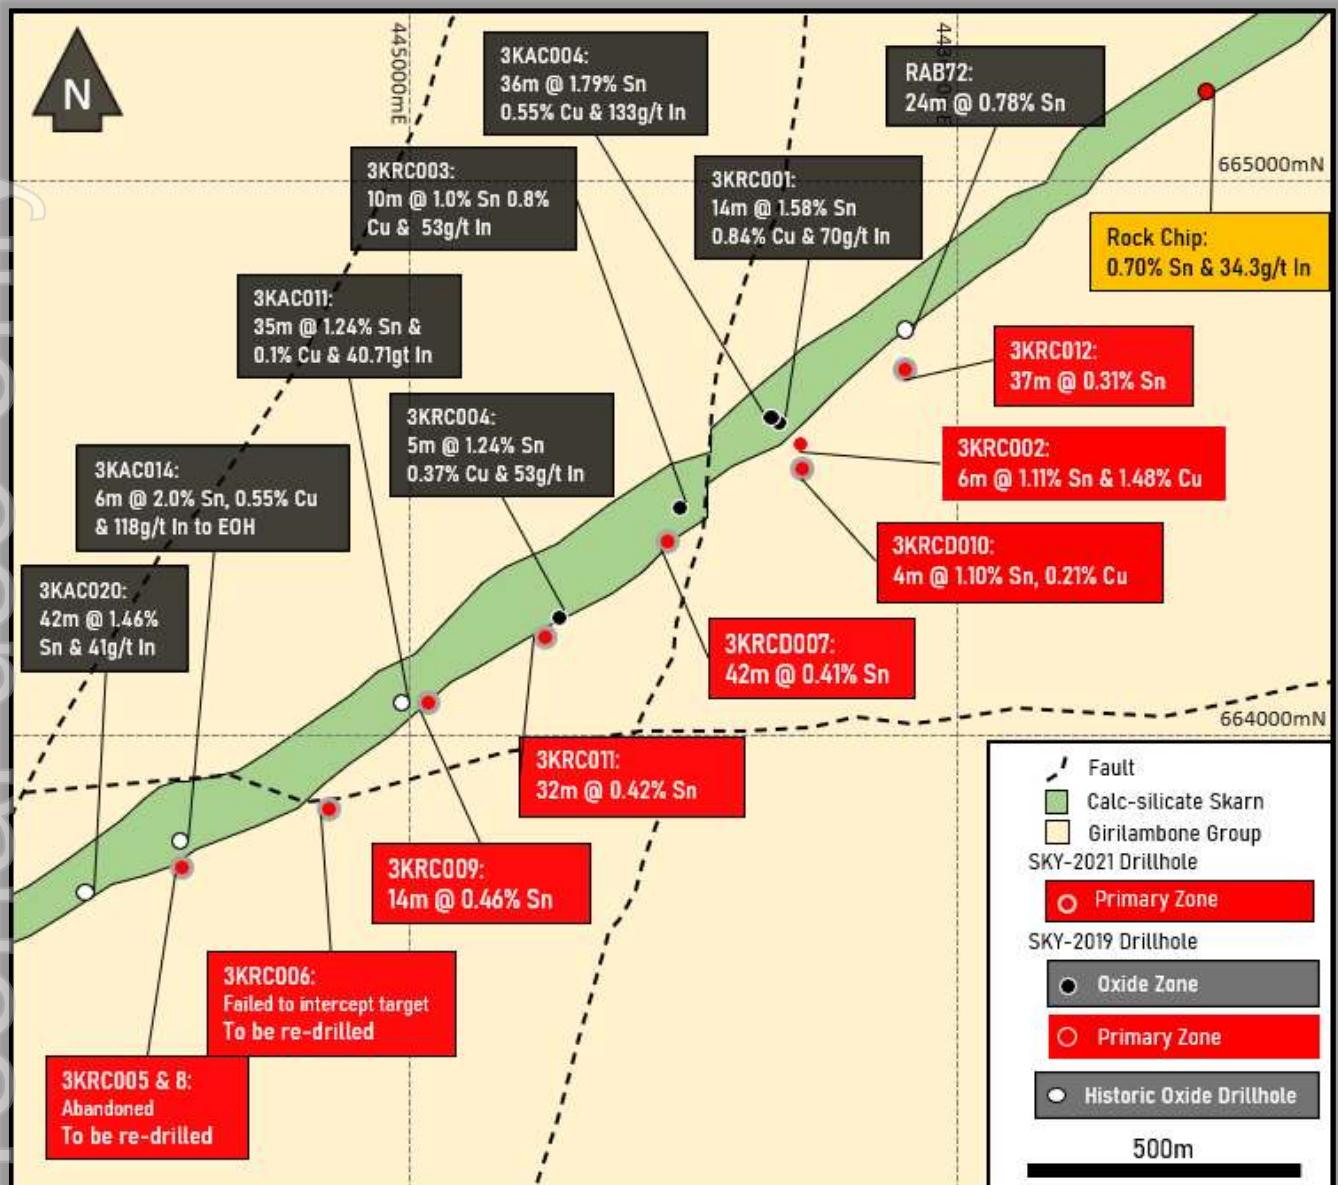 N
445000mE
3KAC004:
36m @ 1.79% Sn
0.55% Cu & 133g/t In
RAB72:
24m @ 0.78% Sn
3KRC003:
10m @ 1.0% Sn 0.8%
Cu & 53g/t In
3KRC001:
14m @ 1.58% Sn
0.84% Cu & 70g/t In
665000mN
Rock Chip:
0.70% Sn & 34.3g/t In
3KAC011:
35m @ 1.24% Sn &
0.1% Cu & 40.71gt In
3KRC012:
37m @ 0.31% Sn
3KRC004:
5m @ 1.24% Sn
0.37% Cu & 53g/t In
3KRC002:
6m @ 1.11% Sn & 1.48% Cu
3KAC014:
6m @ 2.0% Sn, 0.55% Cu
& 118g/t In to EOH
3KRCD010:
4m @ 1.10% Sn, 0.21% Cu
3KAC020:
42m @ 1.46%
Sn & 41g/t In
3KRCD007:
42m @ 0.41% Sn
664000mN
3KRC011:
32m @ 0.42% Sn
3KRC009:
14m @ 0.46% Sn
3KRC006:
Failed to intercept target
To be re-drilled
3KRC005 & 8:
Abandoned
To be re-drilled
Fault
Calc-silicate Skarn
Girilambone Group
SKY-2021 Drillhole
Primary Zone
SKY-2019 Drillhole
Oxide Zone
Primary Zone
Historic Oxide Drillhole
500m